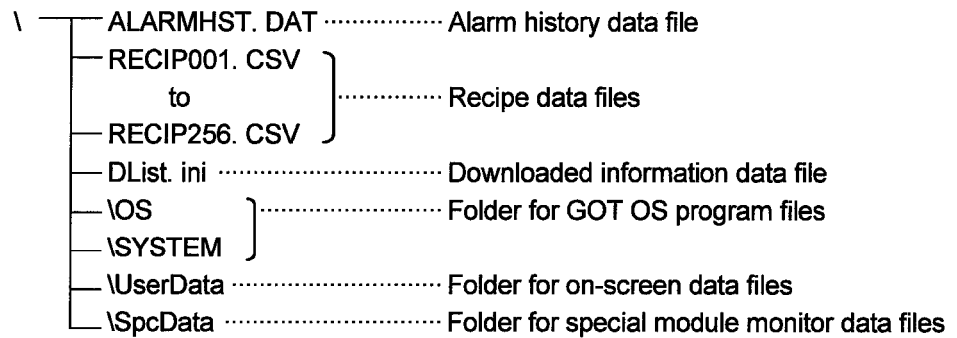 \ ALARMHST. DAT ··············· Alarm history data file
RECIP001. CSV
to ··············· Recipe data files
RECIP256. CSV
DList. ini ······························ Downloaded information data file
\OS ························· Folder for GOT OS program files
\SYSTEM
\UserData ···························· Folder for on-screen data files
\SpcData ····························· Folder for special module monitor data files